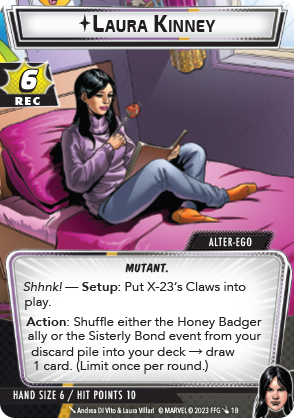 LAURA KINNEY
6
REC
ALTER-EGO
MUTANT.
Shhnk! — Setup: Put X-23's Claws into
play.
Action: Shuffle either the Honey Badger
ally or the Sisterly Bond event from your
discard pile into your deck → draw
1 card. (Limit once per round.)
HAND SIZE 6 / HIT POINTS 10
Andrea Di Vito & Laura Villari © MARVEL © 2023 FFG 1B